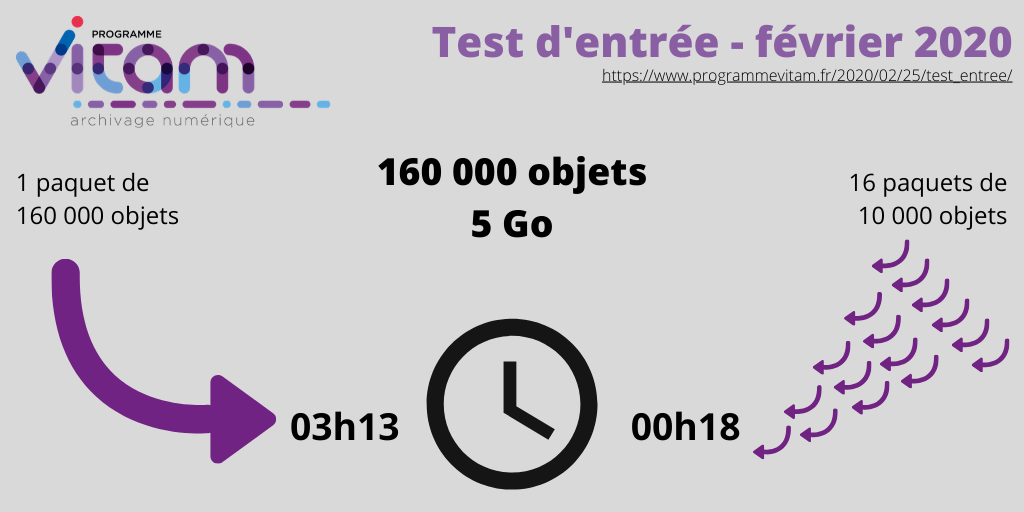 PROGRAMME
vitam
archivage numérique
Test d'entrée - février 2020
https://www.programmevitam.fr/2020/02/25/test_entree/
160 000 objets
5 Go
1 paquet de
160 000 objets
16 paquets de
10 000 objets
03h13
00h18